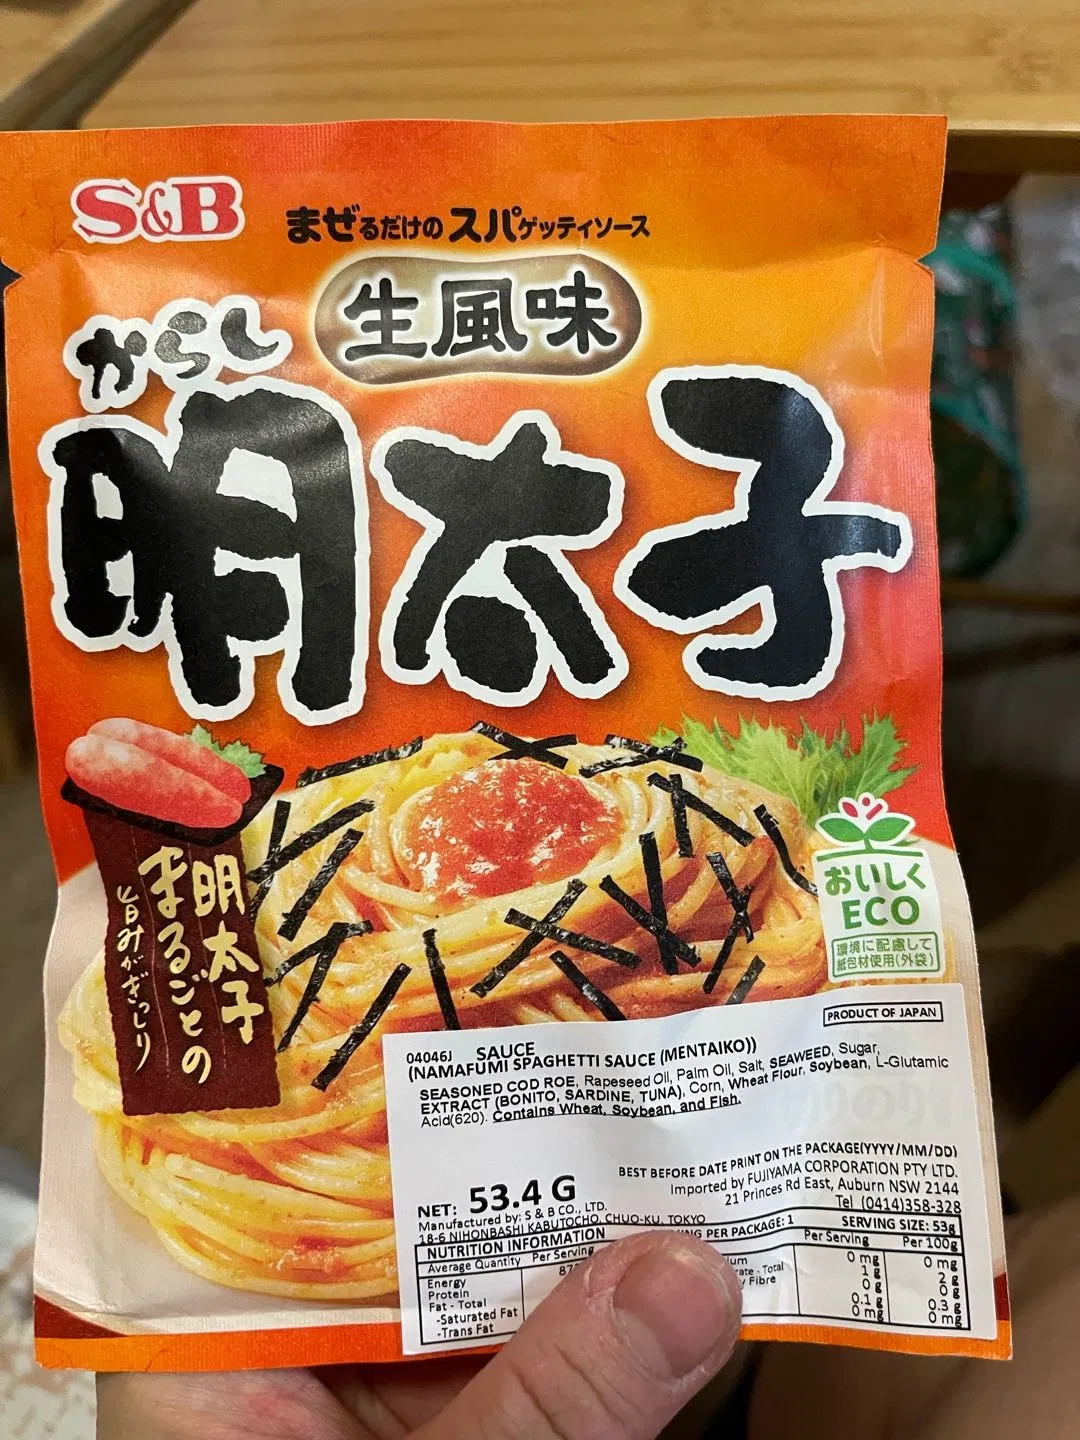 S&B
まぜるだけのスパゲッティソース
生風味
からし
明太子
明太子
まるごとの
旨みがぎっしり
おいしく
ECO
環境に配慮して
紙包材使用(外袋)
PRODUCT OF JAPAN
04046J SAUCE
(NAMAFUMI SPAGHETTI SAUCE (MENTAIKO))
SEASONED COD ROE, Rapeseed Oil, Palm Oil, Salt, SEAWEED, Sugar,
EXTRACT (BONITO, SARDINE, TUNA), Corn, Wheat Flour, Soybean, L-Glutamic
Acid(620). Contains Wheat, Soybean, and Fish.
BEST BEFORE DATE PRINT ON THE PACKAGE(YYYY/MM/DD)
Imported by FUJIYAMA CORPORATION PTY LTD.
21 Princes Rd East, Auburn NSW 2144
Tel (0414)358-328
NET: 53.4 G
Manufactured by: S & B CO., LTD.
18-6 NIHONBASHI KABUTOCHO, CHUO-KU, TOKYO
NUTRITION INFORMATION PER PACKAGE: 1 SERVING SIZE: 53g
Average Quantity Per Serving Per Serving Per 100g
Energy 0 mg 0 mg
Protein - Total 1 g 2 g
Fat - Total Fibre 0 g 0 g
-Saturated Fat 0.1 g 0.3 g
-Trans Fat 0 mg 0 mg